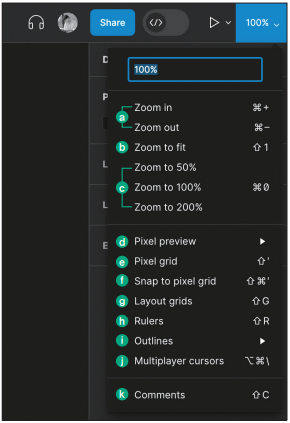 Share
</>
100%
D
100%
P
a
Zoom in ⌘+
Zoom out ⌘–
b Zoom to fit ⇧1
L
c
Zoom to 50%
Zoom to 100% ⌘0
L
Zoom to 200%
E
d Pixel preview
e Pixel grid ⇧'
f Snap to pixel grid ⇧⌘'
g Layout grids ⇧G
h Rulers ⇧R
i Outlines
j Multiplayer cursors ⌥⌘\
k Comments ⇧C